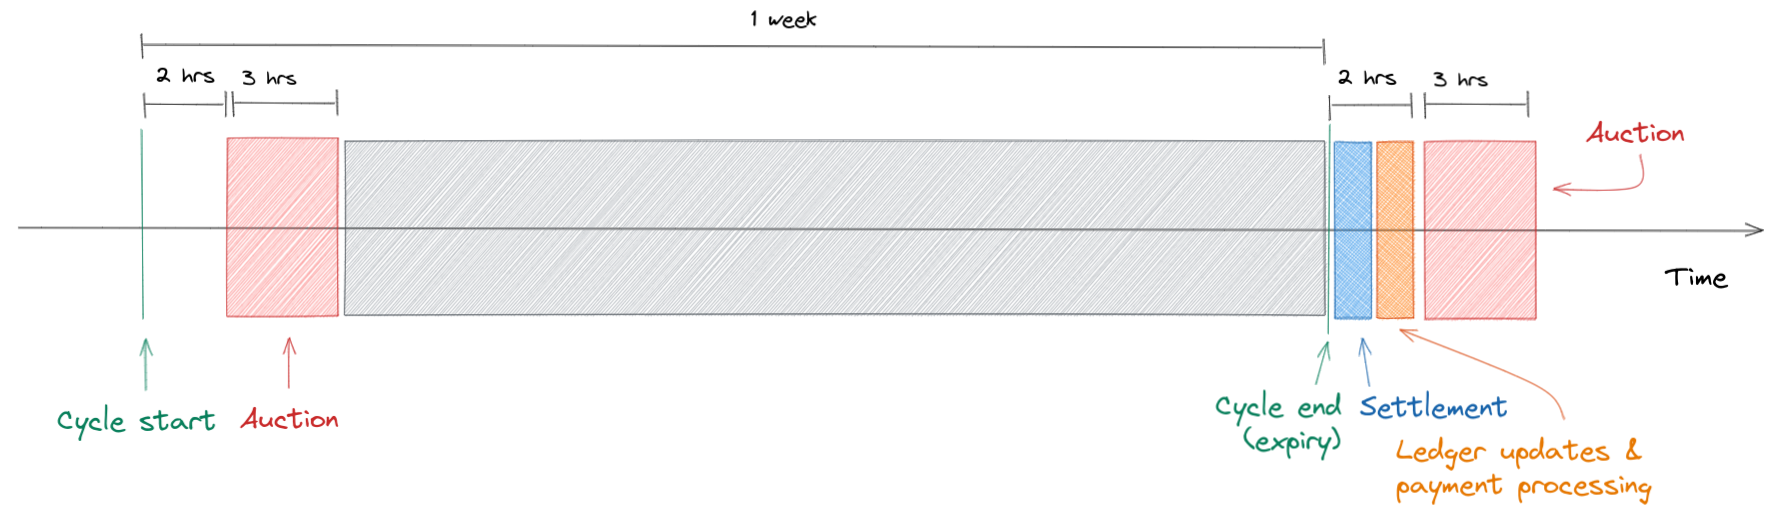 1 week
2 hrs
3 hrs
2 hrs
3 hrs
Auction
Time
Cycle start
Auction
Cycle end
(expiry)
Settlement
Ledger updates &
payment processing